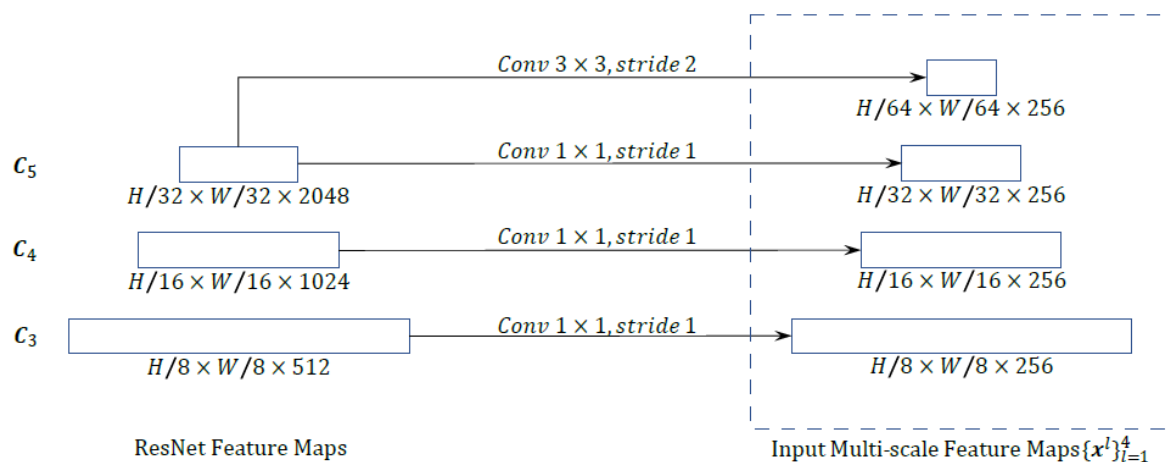 Conv 3 × 3, stride 2
H/64 × W/64 × 256
C₅
Conv 1 × 1, stride 1
H/32 × W/32 × 2048
H/32 × W/32 × 256
C₄
Conv 1 × 1, stride 1
H/16 × W/16 × 1024
H/16 × W/16 × 256
C₃
Conv 1 × 1, stride 1
H/8 × W/8 × 512
H/8 × W/8 × 256
ResNet Feature Maps
Input Multi-scale Feature Maps{xˡ}⁴ₗ₌₁